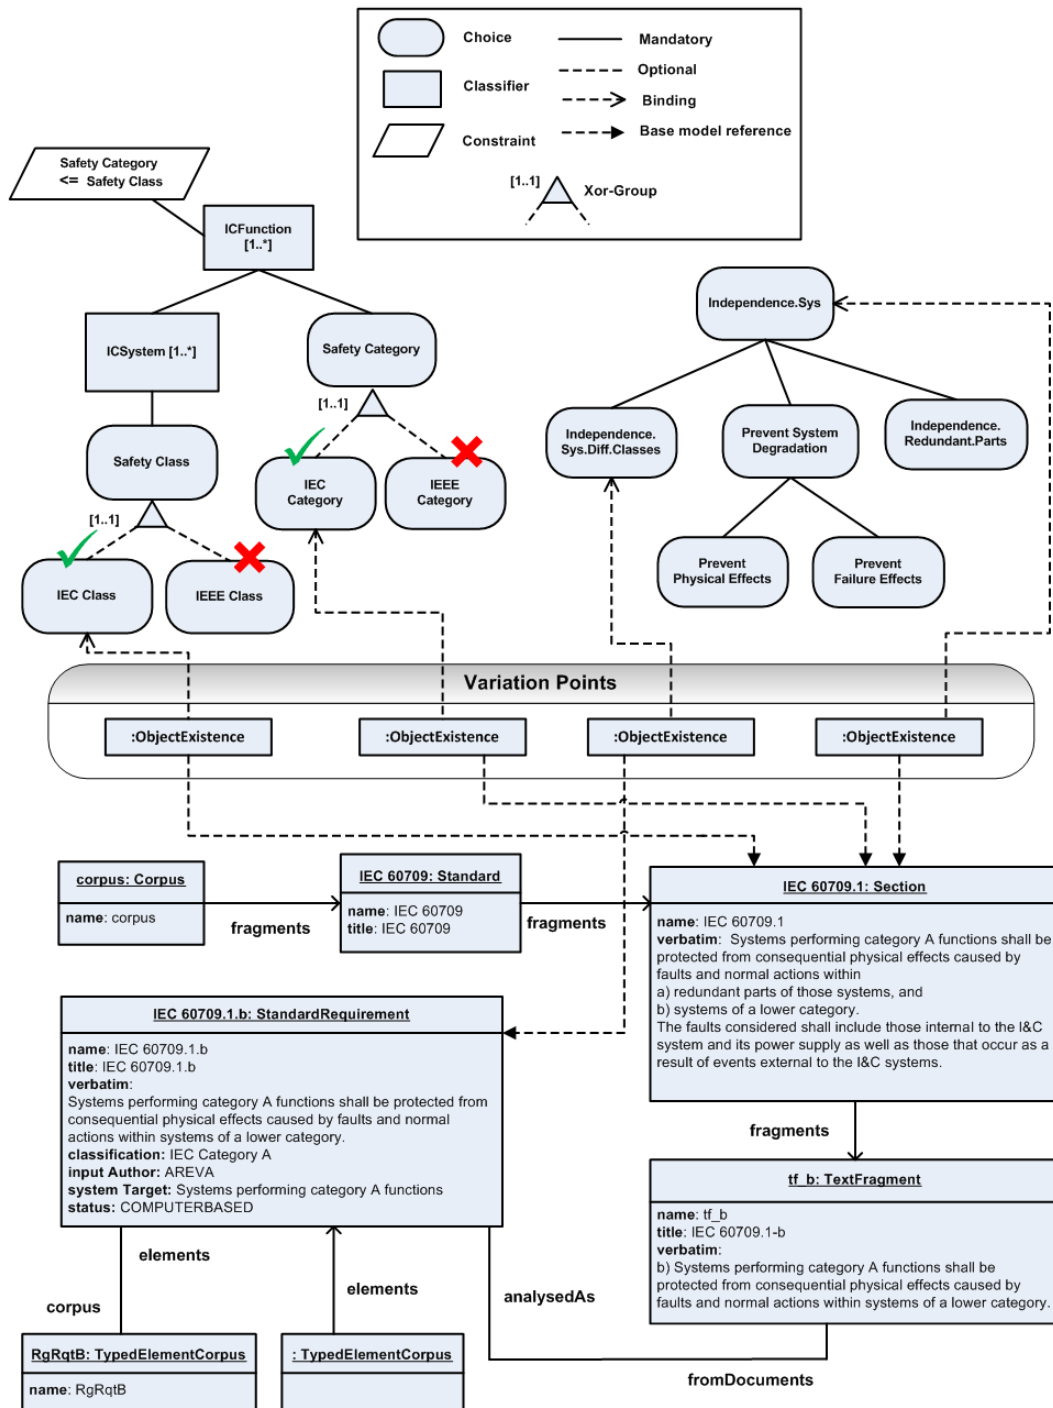 Choice
Mandatory
Optional
Classifier
Binding
Base model reference
Constraint
[1..1]
Xor-Group
Safety Category
<= Safety Class
ICFunction
[1..*]
ICSystem [1..*]
Safety Category
[1..1]
Safety Class
IEC
Category
IEEE
Category
[1..1]
IEC Class
IEEE Class
Independence.Sys
Independence.
Sys.Diff.Classes
Prevent System
Degradation
Independence.
Redundant.Parts
Prevent
Physical Effects
Prevent
Failure Effects
Variation Points
:ObjectExistence
:ObjectExistence
:ObjectExistence
:ObjectExistence
corpus: Corpus
name: corpus
fragments
IEC 60709: Standard
name: IEC 60709
title: IEC 60709
fragments
IEC 60709.1: Section
name: IEC 60709.1
verbatim: Systems performing category A functions shall be
protected from consequential physical effects caused by
faults and normal actions within
a) redundant parts of those systems, and
b) systems of a lower category.
The faults considered shall include those internal to the I&C
system and its power supply as well as those that occur as a
result of events external to the I&C systems.
fragments
IEC 60709.1.b: StandardRequirement
name: IEC 60709.1.b
title: IEC 60709.1.b
verbatim:
Systems performing category A functions shall be protected from
consequential physical effects caused by faults and normal
actions within systems of a lower category.
classification: IEC Category A
input Author: AREVA
system Target: Systems performing category A functions
status: COMPUTERBASED
tf_b: TextFragment
name: tf_b
title: IEC 60709.1-b
verbatim:
b) Systems performing category A functions shall be
protected from consequential physical effects caused by
faults and normal actions within systems of a lower category.
elements
elements
analysedAs
corpus
fromDocuments
RgRqtB: TypedElementCorpus
name: RgRqtB
: TypedElementCorpus